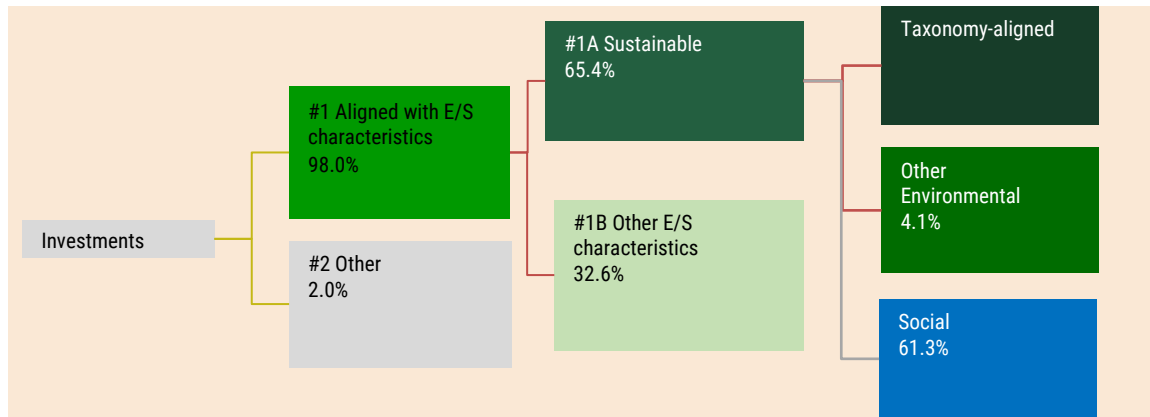 Investments
#1 Aligned with E/S
characteristics
98.0%
#2 Other
2.0%
#1A Sustainable
65.4%
#1B Other E/S
characteristics
32.6%
Taxonomy-aligned
Other
Environmental
4.1%
Social
61.3%